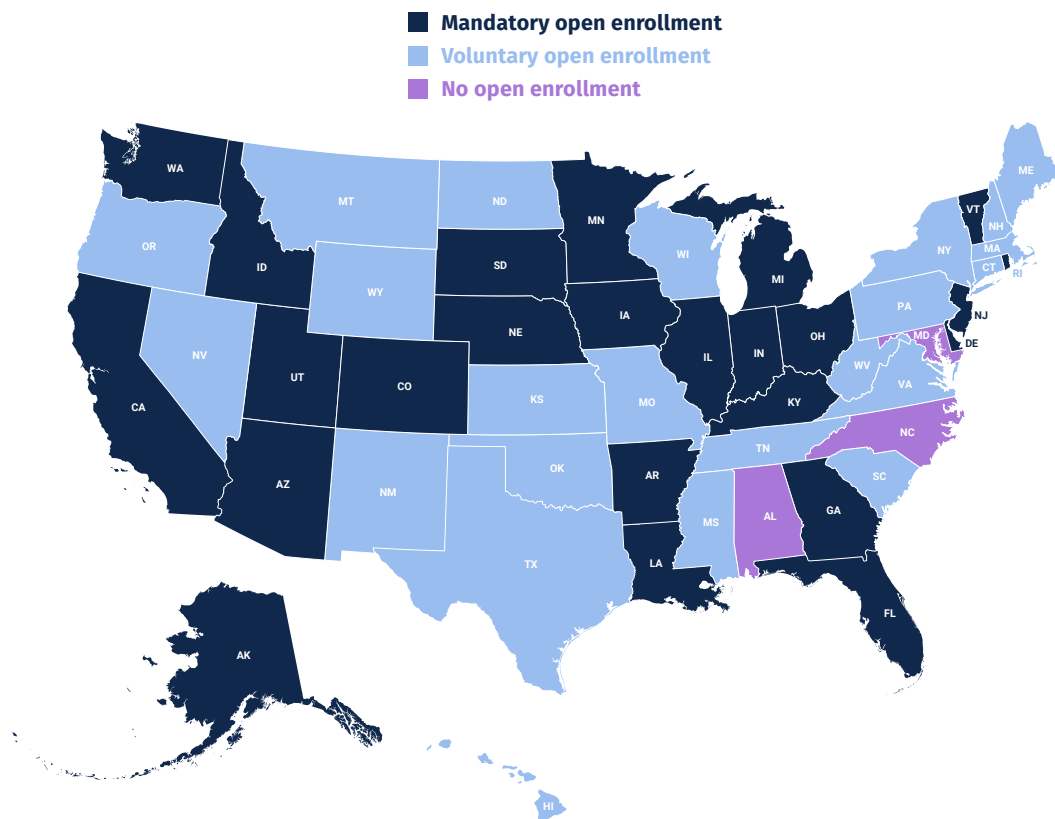 Mandatory open enrollment
Voluntary open enrollment
No open enrollment
WA
ME
MT
ND
VT
MN
NH
OR
NY
MA
WI
ID
SD
CT
RI
MI
WY
PA
IA
NJ
NE
OH
MD
DE
NV
IL
IN
WV
UT
CO
VA
KS
MO
KY
CA
NC
TN
OK
AR
SC
AZ
NM
GA
MS
AL
TX
LA
FL
AK
HI